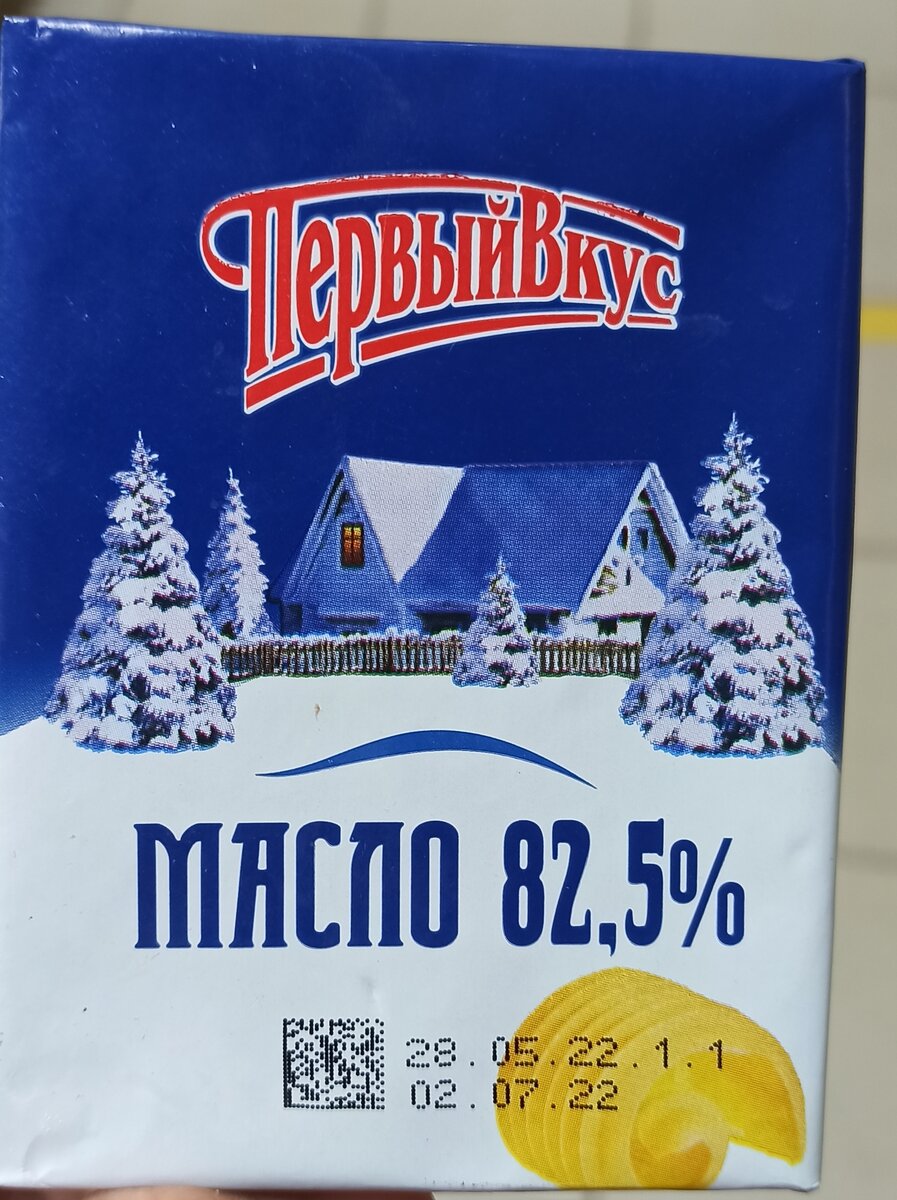 ПервыйВкус
МАСЛО 82,5%
28.05.22.1.1
02.07.22